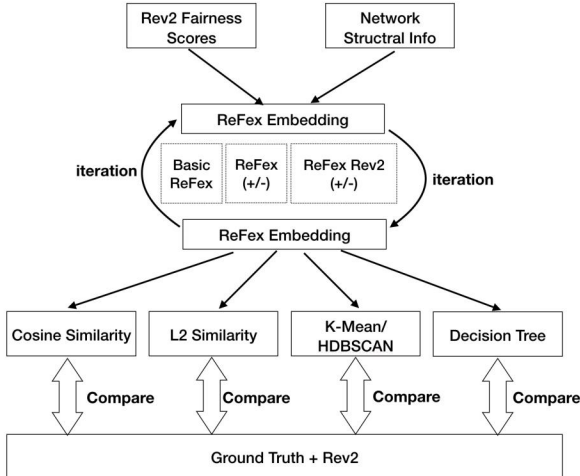 Rev2 Fairness
Scores
Network
Structral Info
ReFex Embedding
iteration
Basic
ReFex
ReFex
(+/-)
ReFex Rev2
(+/-)
iteration
ReFex Embedding
Cosine Similarity
L2 Similarity
K-Mean/
HDBSCAN
Decision Tree
Compare
Compare
Compare
Compare
Ground Truth + Rev2